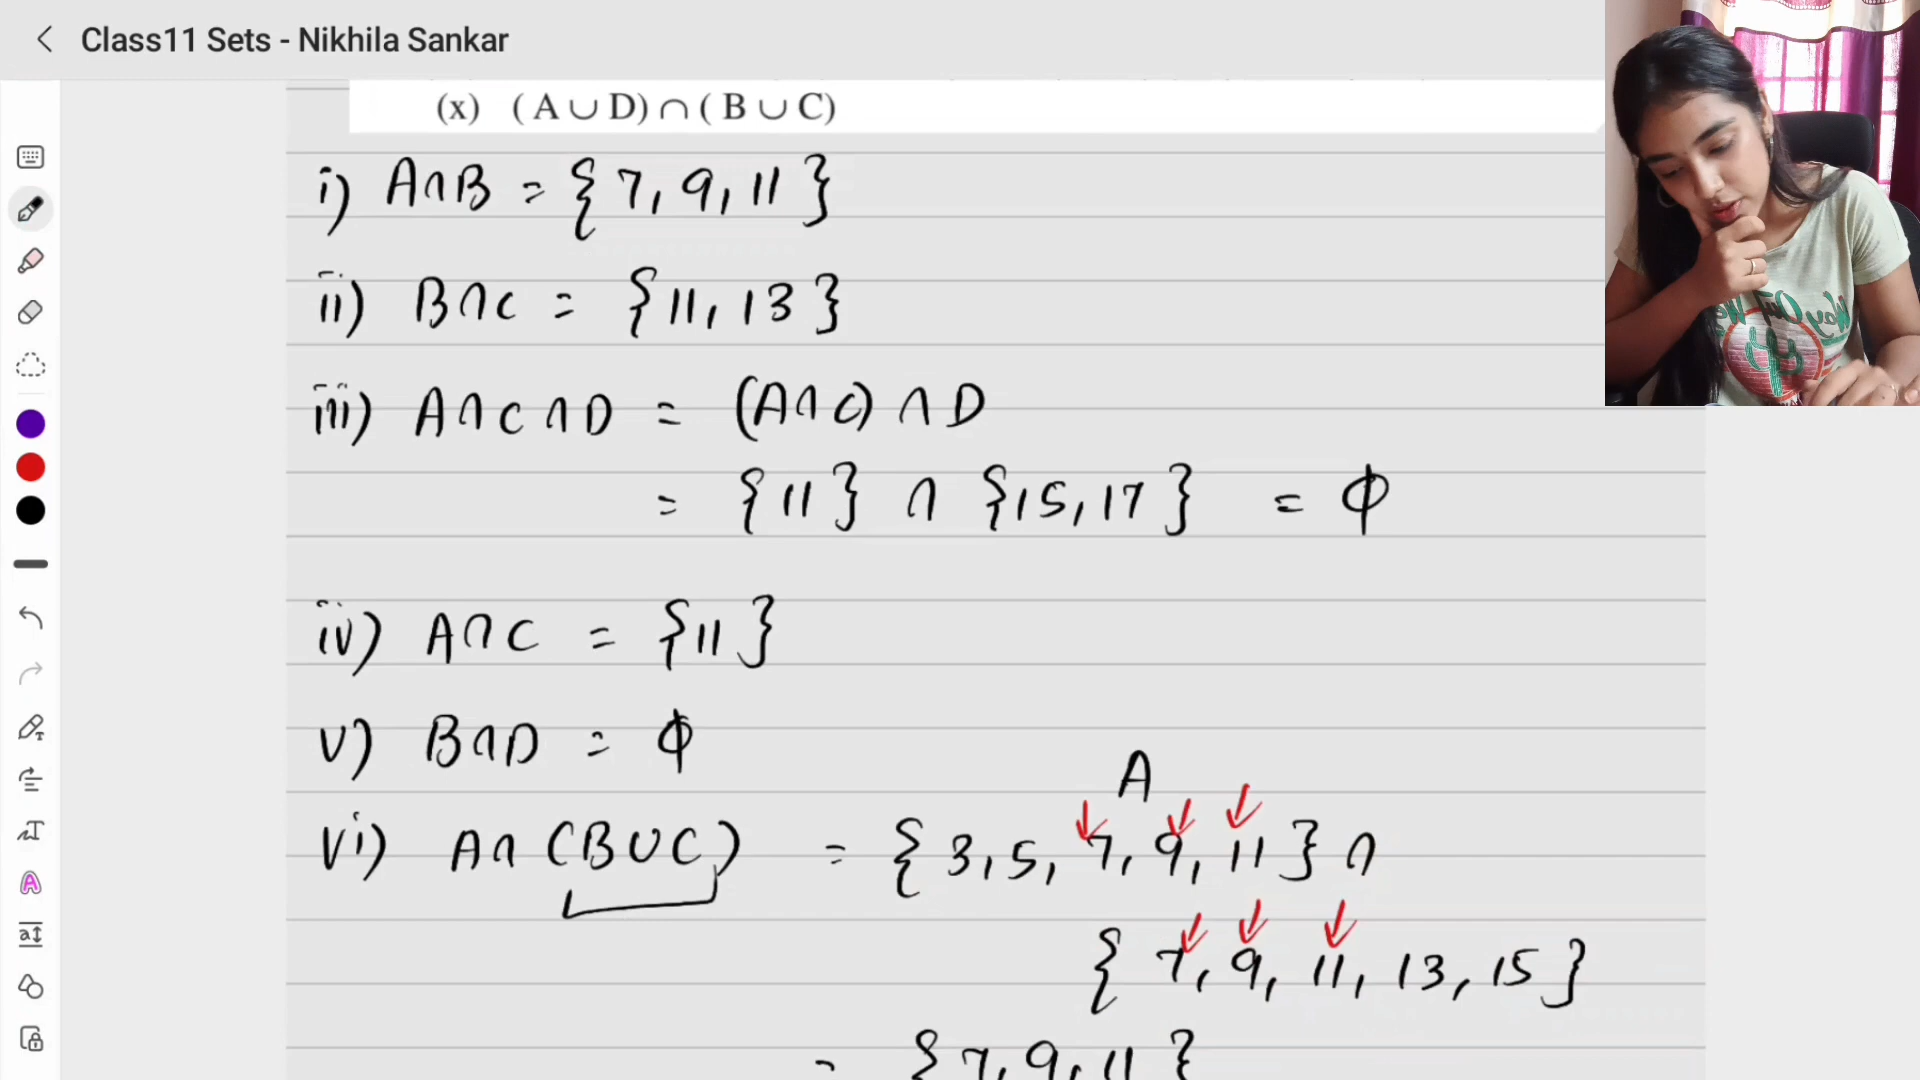 Class11 Sets - Nikhila Sankar
(x) ( A ∪ D) ∩ ( B ∪ C)
i) A∩B = {7, 9, 11}
ii) B∩C = {11, 13}
iii) A∩C∩D = (A∩C)∩D
= {11} ∩ {15, 17} = ϕ
iv) A∩C = {11}
v) B∩D = ϕ
A
vi) A∩(B∪C) = {3, 5, 7, 9, 11} ∩
{7, 9, 11, 13, 15}
= {7, 9, 11}